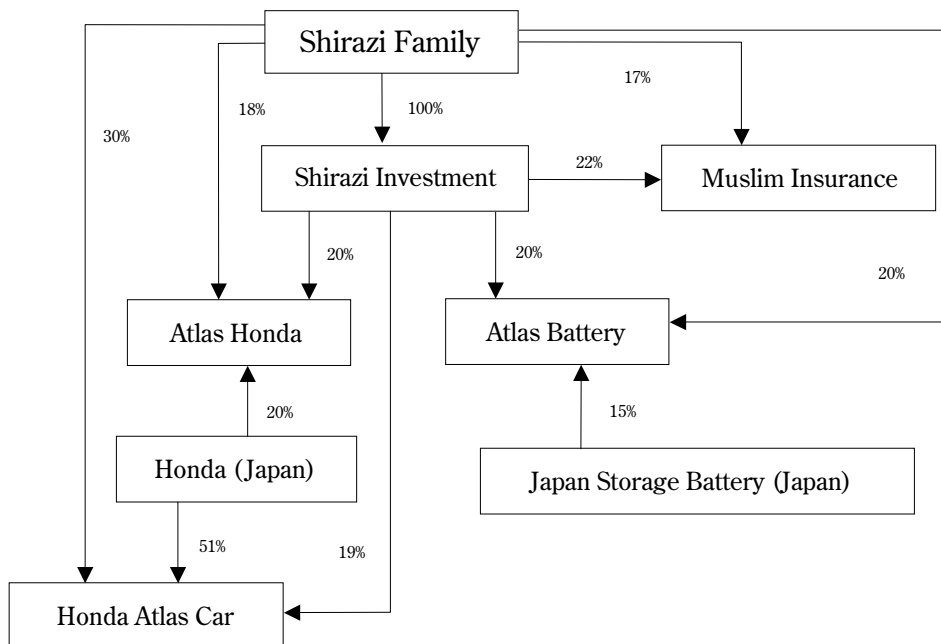 Shirazi Family
17%
18%
100%
30%
Shirazi Investment
22%
Muslim Insurance
20%
20%
20%
Atlas Honda
Atlas Battery
20%
15%
Honda (Japan)
Japan Storage Battery (Japan)
51%
19%
Honda Atlas Car